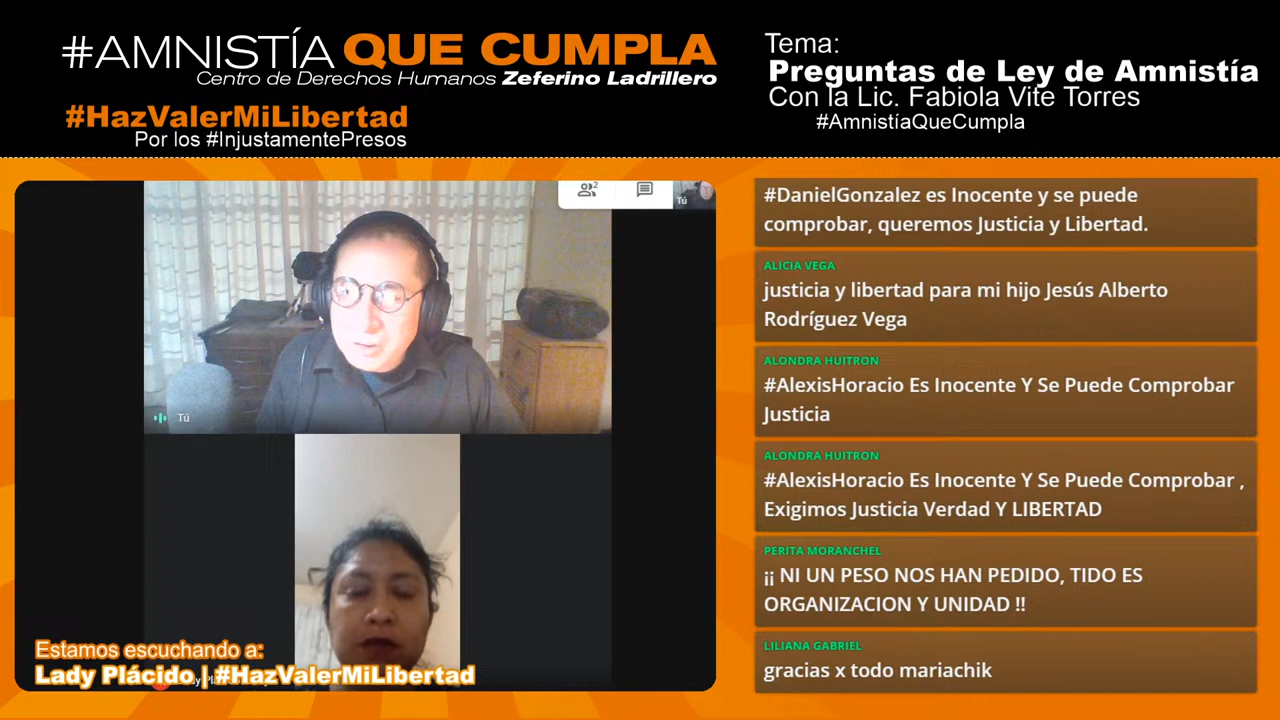 #AMNISTÍA QUE CUMPLA
Centro de Derechos Humanos Zeferino Ladrillero
#HazValerMiLibertad
Por los #InjustamentePresos
Tema:
Preguntas de Ley de Amnistía
Con la Lic. Fabiola Vite Torres
#AmnistíaQueCumpla
2
Tú
Tú
Estamos escuchando a:
Lady Plácido | #HazValerMiLibertad
#DanielGonzalez es Inocente y se puede
comprobar, queremos Justicia y Libertad.
ALICIA VEGA
justicia y libertad para mi hijo Jesús Alberto
Rodríguez Vega
ALONDRA HUITRON
#AlexisHoracio Es Inocente Y Se Puede Comprobar
Justicia
ALONDRA HUITRON
#AlexisHoracio Es Inocente Y Se Puede Comprobar ,
Exigimos Justicia Verdad Y LIBERTAD
PERITA MORANCHEL
¡¡ NI UN PESO NOS HAN PEDIDO, TIDO ES
ORGANIZACION Y UNIDAD !!
LILIANA GABRIEL
gracias x todo mariachik